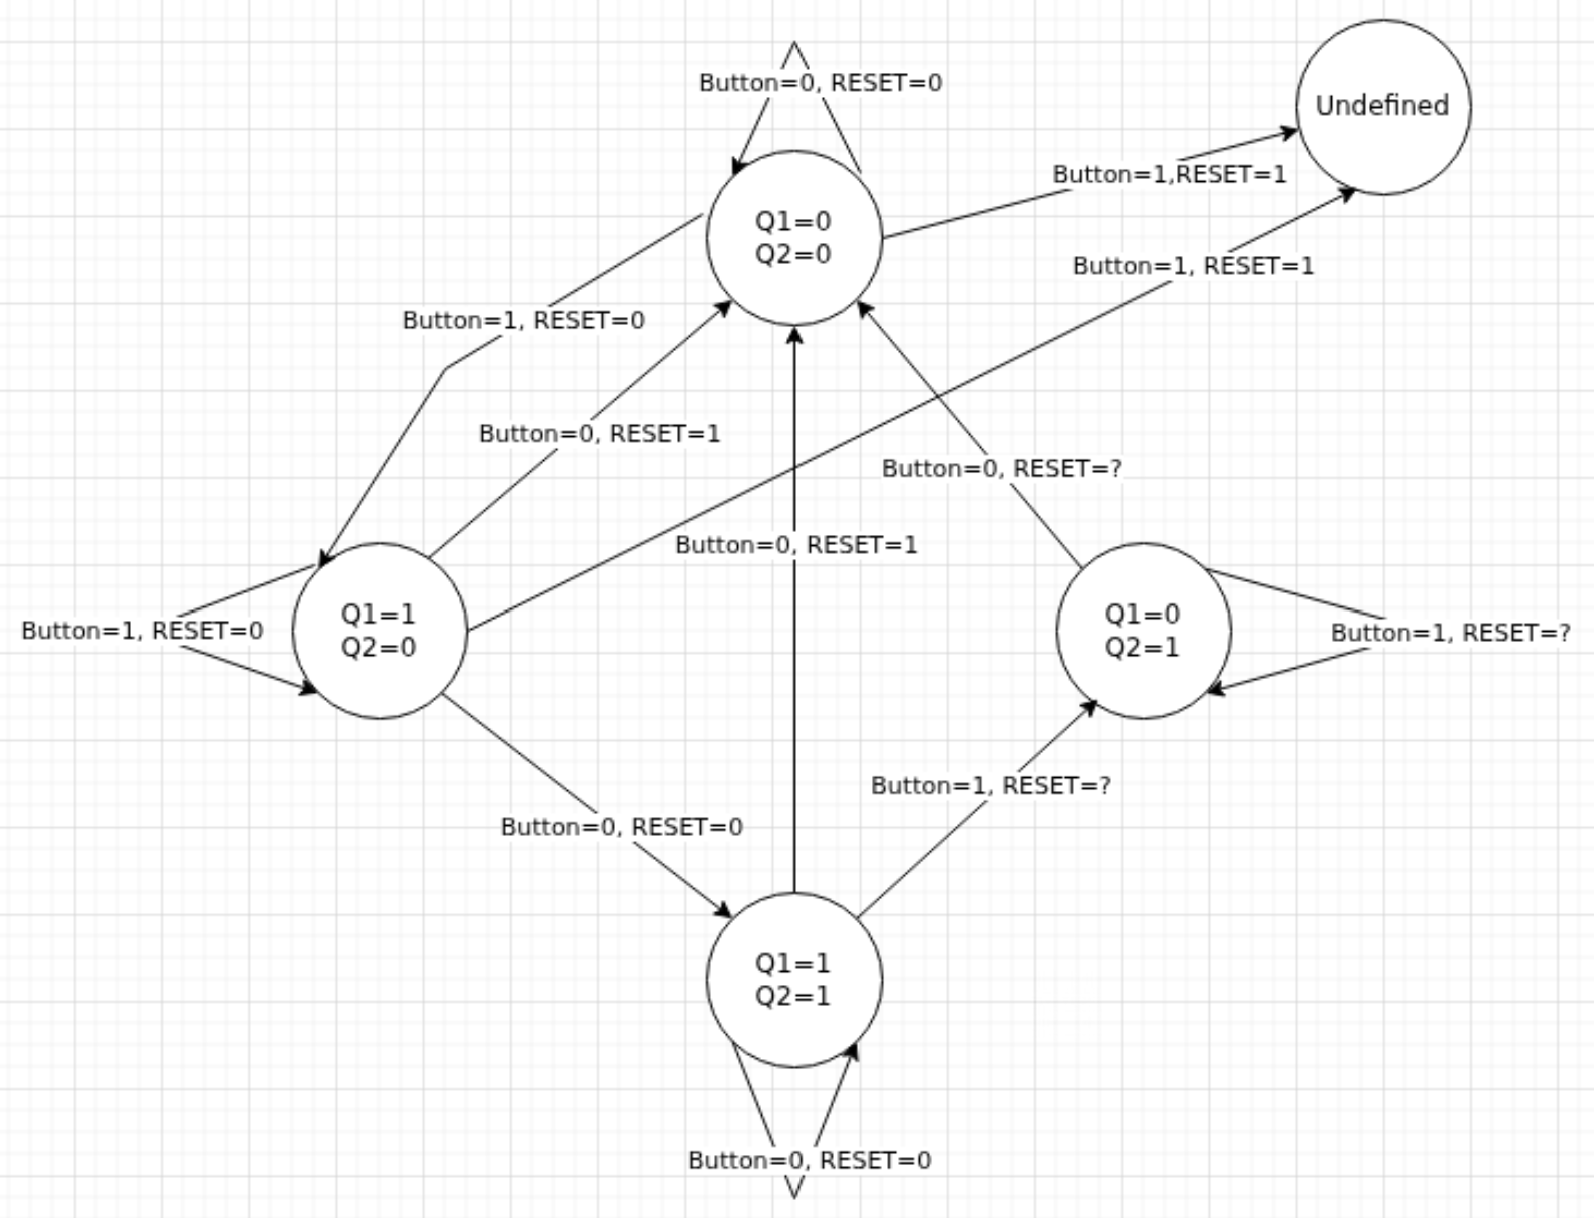 Button=0, RESET=0
Undefined
Button=1,RESET=1
Q1=0
Q2=0
Button=1, RESET=1
Button=1, RESET=0
Button=0, RESET=1
Button=0, RESET=?
Button=0, RESET=1
Q1=1
Q2=0
Button=1, RESET=0
Q1=0
Q2=1
Button=1, RESET=?
Button=1, RESET=?
Button=0, RESET=0
Q1=1
Q2=1
Button=0, RESET=0